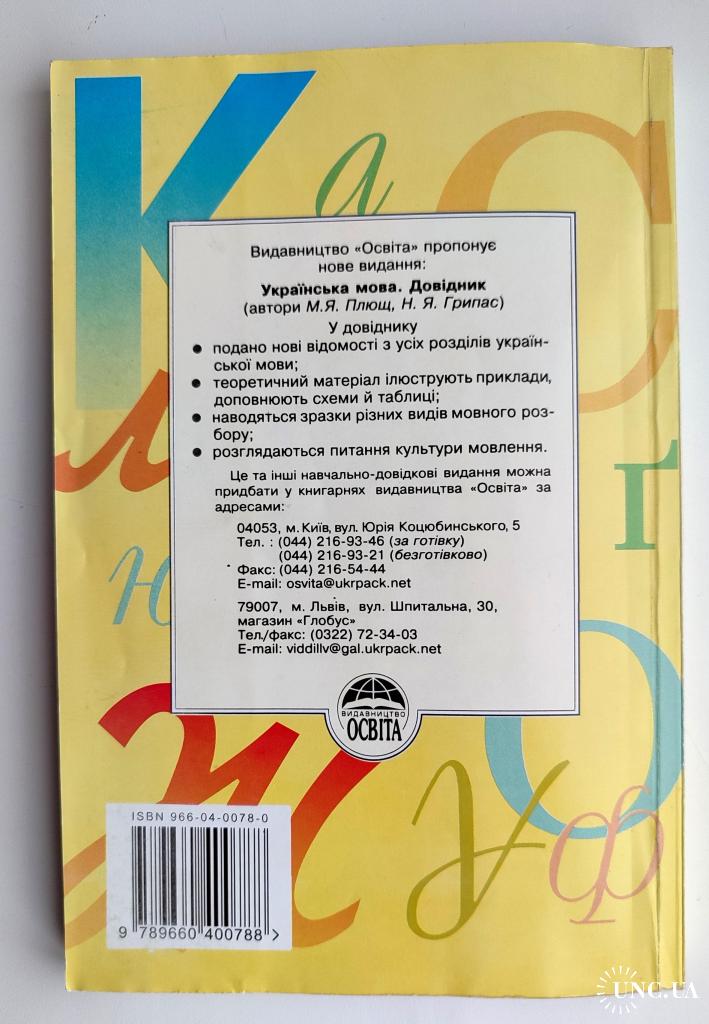 К
а
С
Видавництво «Освіта» пропонує
нове видання:
Українська мова. Довідник
(автори М.Я. Плющ, Н. Я. Грипас)
У довіднику
● подано нові відомості з усіх розділів україн-
ської мови;
● теоретичний матеріал ілюструють приклади,
доповнюють схеми й таблиці;
● наводяться зразки різних видів мовного роз-
бору;
● розглядаються питання культури мовлення.
Це та інші навчально-довідкові видання можна
придбати у книгарнях видавництва «Освіта» за
адресами:
04053, м. Київ, вул. Юрія Коцюбинського, 5
Тел. : (044) 216-93-46 (за готівку)
(044) 216-93-21 (безготівково)
Факс: (044) 216-54-44
E-mail: osvita@ukrpack.net
79007, м. Львів, вул. Шпитальна, 30,
магазин «Глобус»
Тел./факс: (0322) 72-34-03
E-mail: viddillv@gal.ukrpack.net
л
ґ
ю
О
ВИДАВНИЦТВО
ОСВІТА
Ж
У
ф
ISBN 966-04-0078-0
9 789660 400788 >
UNC.UA